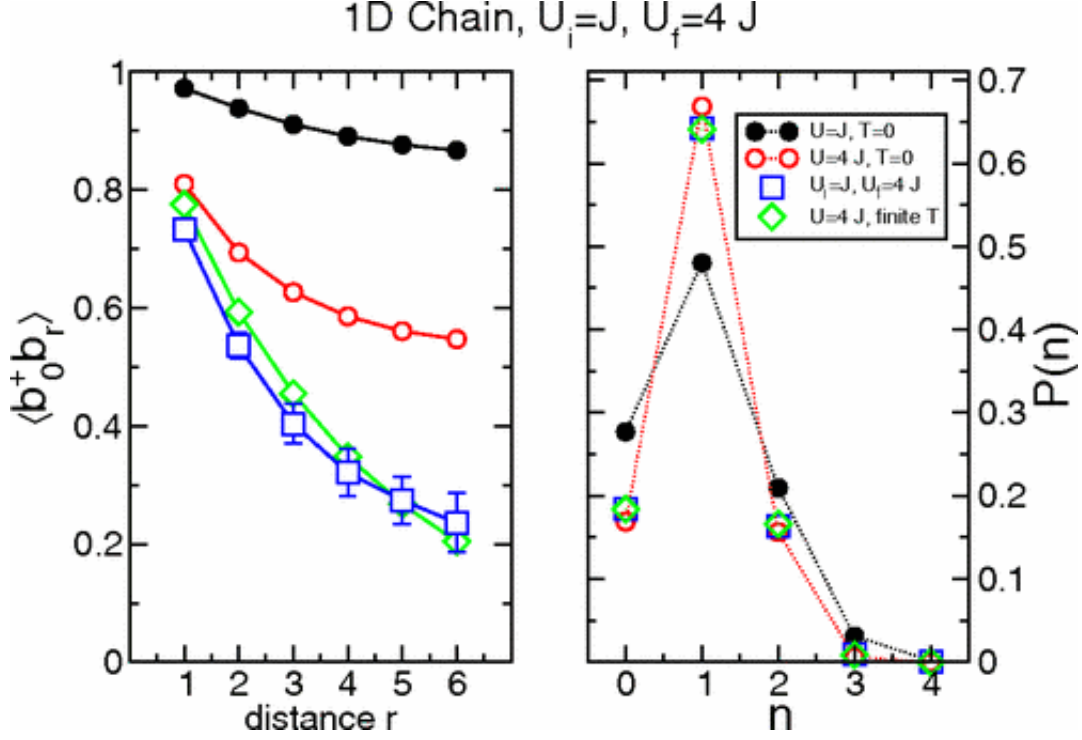 1D Chain, U_i=J, U_f=4 J
1
0.8
0.6
0.4
0.2
0
⟨b⁺₀b_r⟩
1 2 3 4 5 6
distance r
U=J, T=0
U=4 J, T=0
U_i=J, U_f=4 J
U=4 J, finite T
0.7
0.6
0.5
0.4
0.3
0.2
0.1
0
P(n)
0 1 2 3 4
n